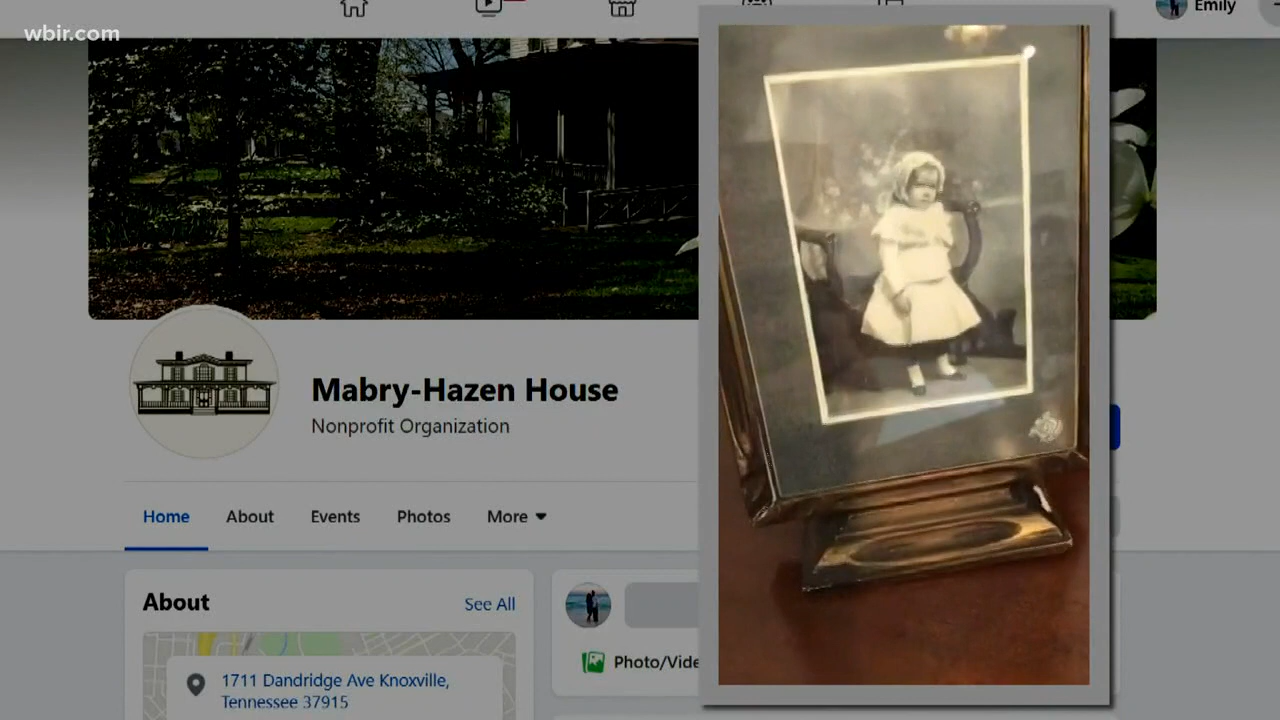 wbir.com
Emily
Mabry-Hazen House
Nonprofit Organization
Home About Events Photos More
About
See All
1711 Dandridge Ave Knoxville,
Tennessee 37915
Photo/Vide